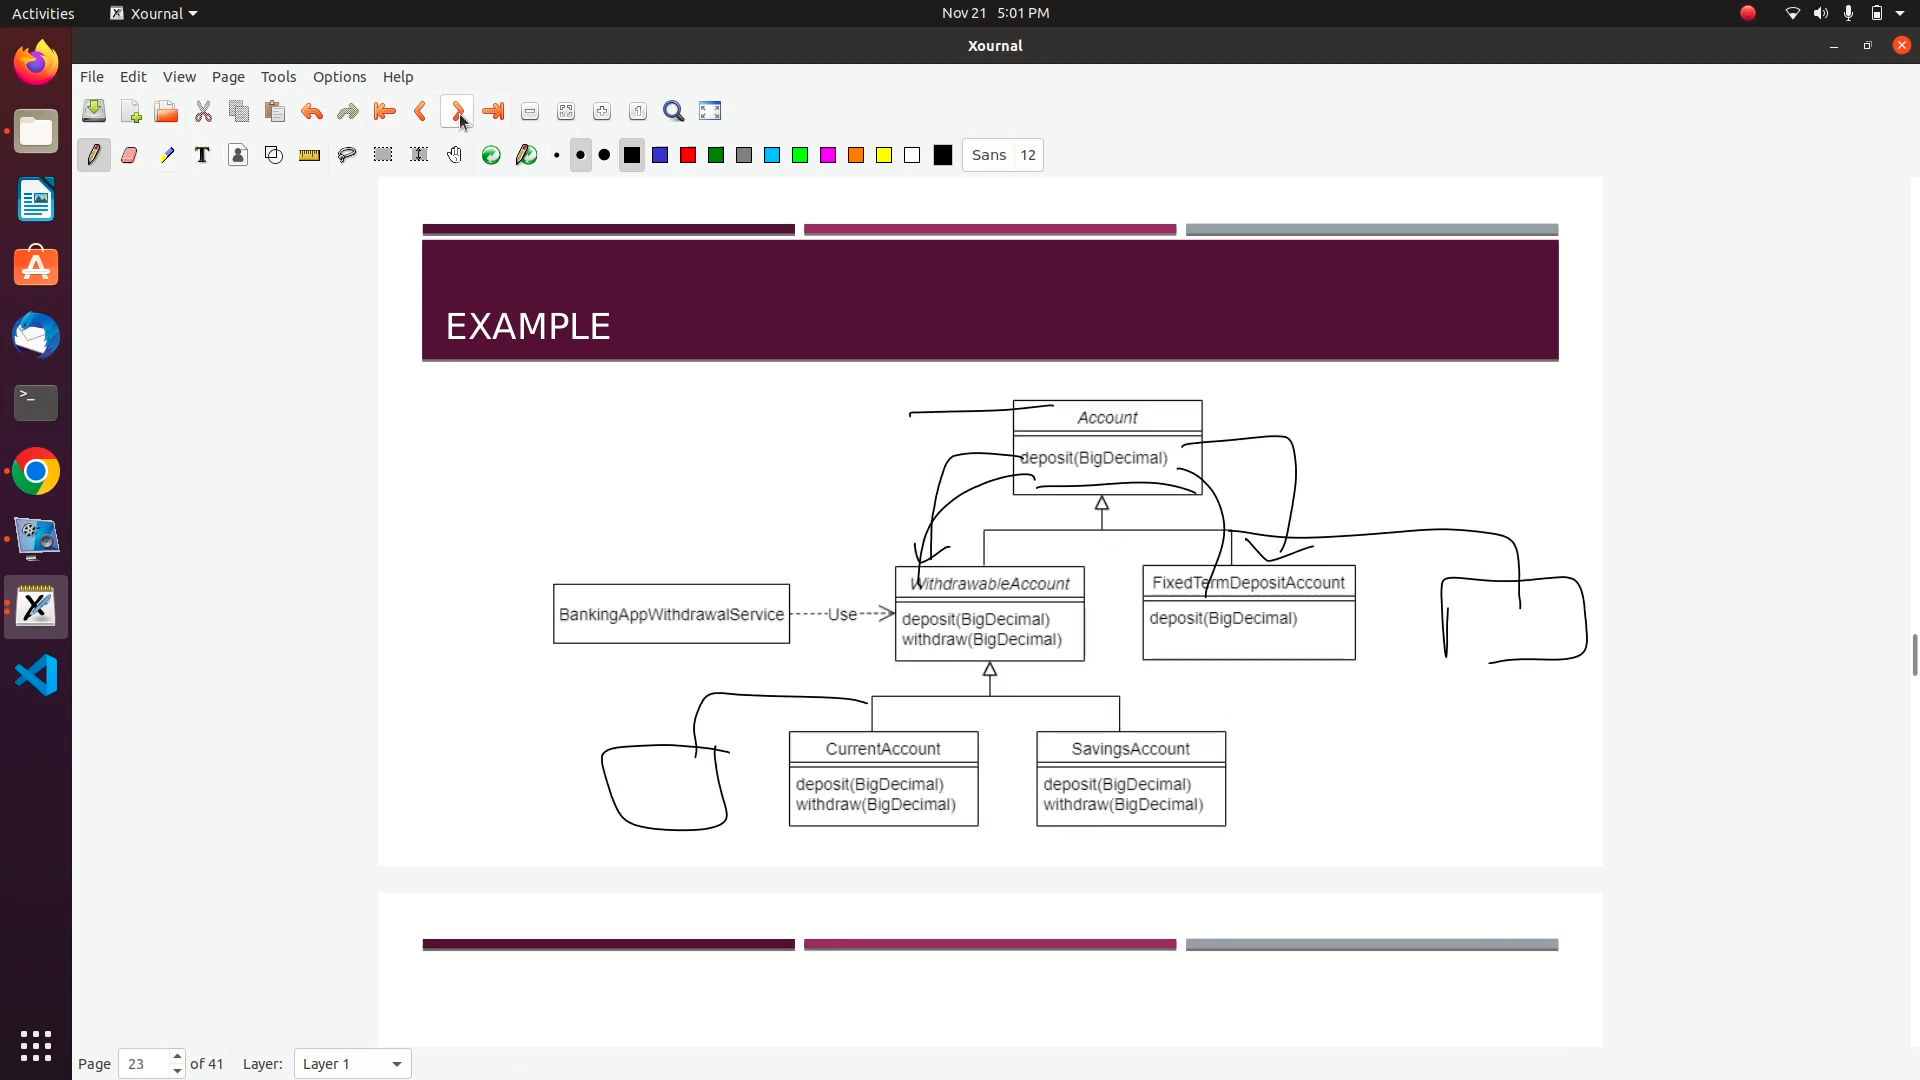 Activities
Xournal
Nov 21 5:01 PM
Xournal
File Edit View Page Tools Options Help
Sans 12
EXAMPLE
Account
deposit(BigDecimal)
BankingAppWithdrawalService
Use
WithdrawableAccount
deposit(BigDecimal)
withdraw(BigDecimal)
FixedTermDepositAccount
deposit(BigDecimal)
CurrentAccount
deposit(BigDecimal)
withdraw(BigDecimal)
SavingsAccount
deposit(BigDecimal)
withdraw(BigDecimal)
Page 23 of 41 Layer: Layer 1